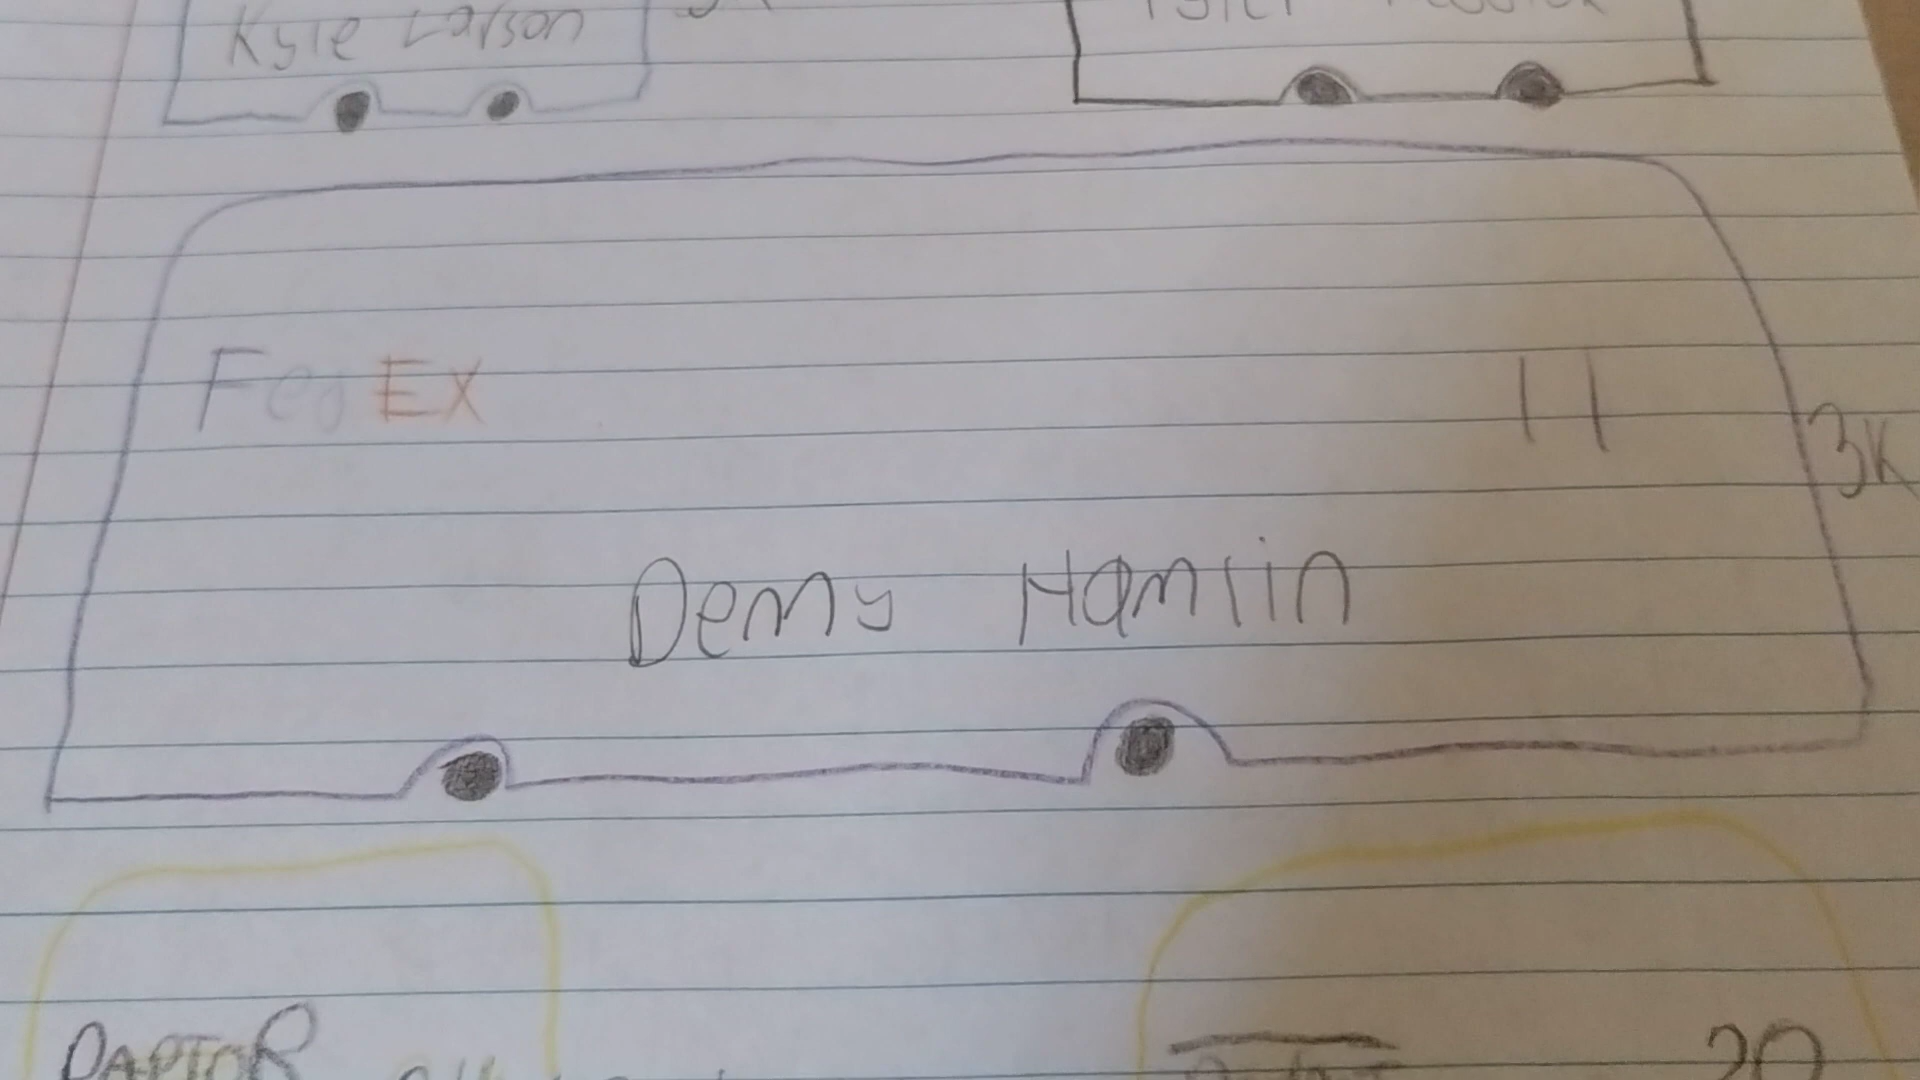 Kyle Larson
FedEx
11
3K
Demy Hamlin
RAPTOR
20